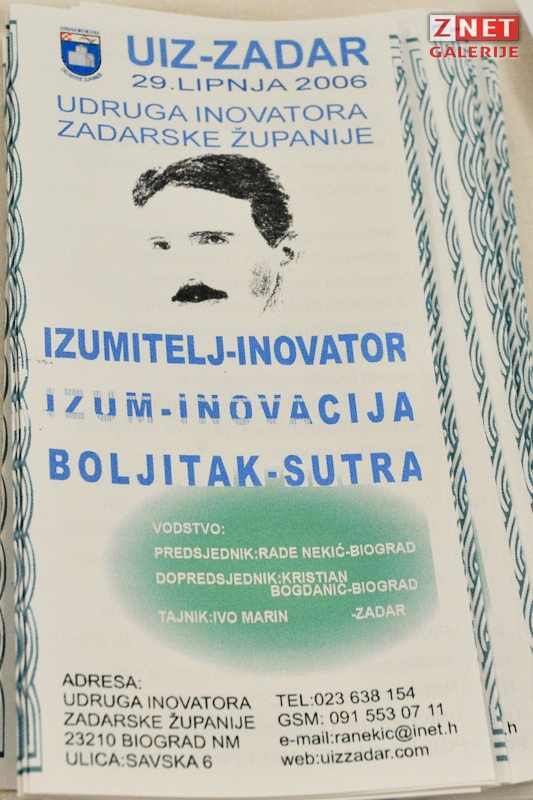 ZNET
GALERIJE
UIZ-ZADAR
29.LIPNJA 2006
UDRUGA INOVATORA
ZADARSKE ŽUPANIJE
IZUMITELJ-INOVATOR
IZUM-INOVACIJA
BOLJITAK-SUTRA
VODSTVO:
PREDSJEDNIK:RADE NEKIĆ-BIOGRAD
DOPREDSJEDNIK:KRISTIAN
BOGDANIĆ-BIOGRAD
TAJNIK:IVO MARIN -ZADAR
ADRESA:
UDRUGA INOVATORA
ZADARSKE ŽUPANIJE
23210 BIOGRAD NM
ULICA:SAVSKA 6
TEL:023 638 154
GSM: 091 553 07 11
e-mail:ranekic@inet.h
web:uizzadar.com